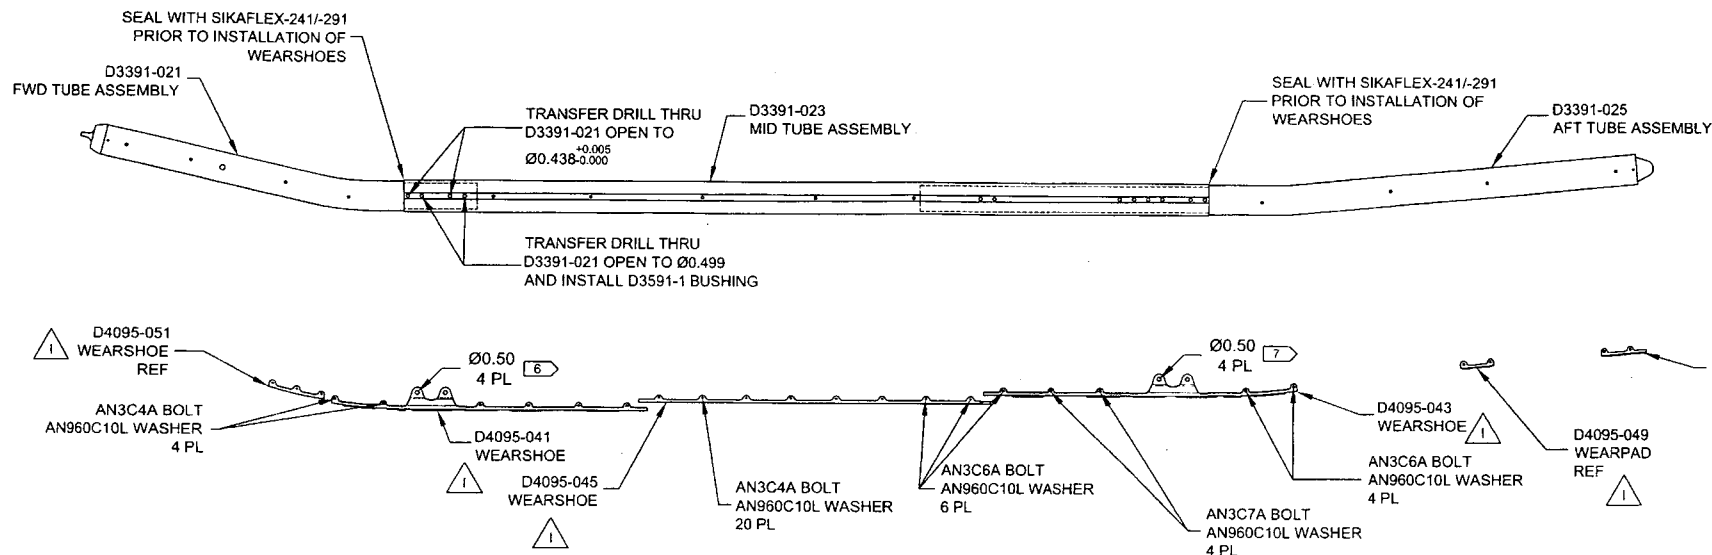 SEAL WITH SIKAFLEX-241/-291
PRIOR TO INSTALLATION OF
WEARSHOES
D3391-021
FWD TUBE ASSEMBLY
TRANSFER DRILL THRU
D3391-021 OPEN TO
Ø0.438 +0.005 -0.000
D3391-023
MID TUBE ASSEMBLY
SEAL WITH SIKAFLEX-241/-291
PRIOR TO INSTALLATION OF
WEARSHOES
D3391-025
AFT TUBE ASSEMBLY
TRANSFER DRILL THRU
D3391-021 OPEN TO Ø0.499
AND INSTALL D3591-1 BUSHING
1
D4095-051
WEARSHOE
REF
Ø0.50
4 PL
6
AN3C4A BOLT
AN960C10L WASHER
4 PL
D4095-041
WEARSHOE
1
D4095-045
WEARSHOE
1
AN3C4A BOLT
AN960C10L WASHER
20 PL
AN3C6A BOLT
AN960C10L WASHER
6 PL
Ø0.50
4 PL
7
AN3C7A BOLT
AN960C10L WASHER
4 PL
AN3C6A BOLT
AN960C10L WASHER
4 PL
D4095-043
WEARSHOE
1
D4095-049
WEARPAD
REF
1